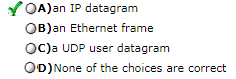 A) an IP datagram
B) an Ethernet frame
C) a UDP user datagram
D) None of the choices are correct